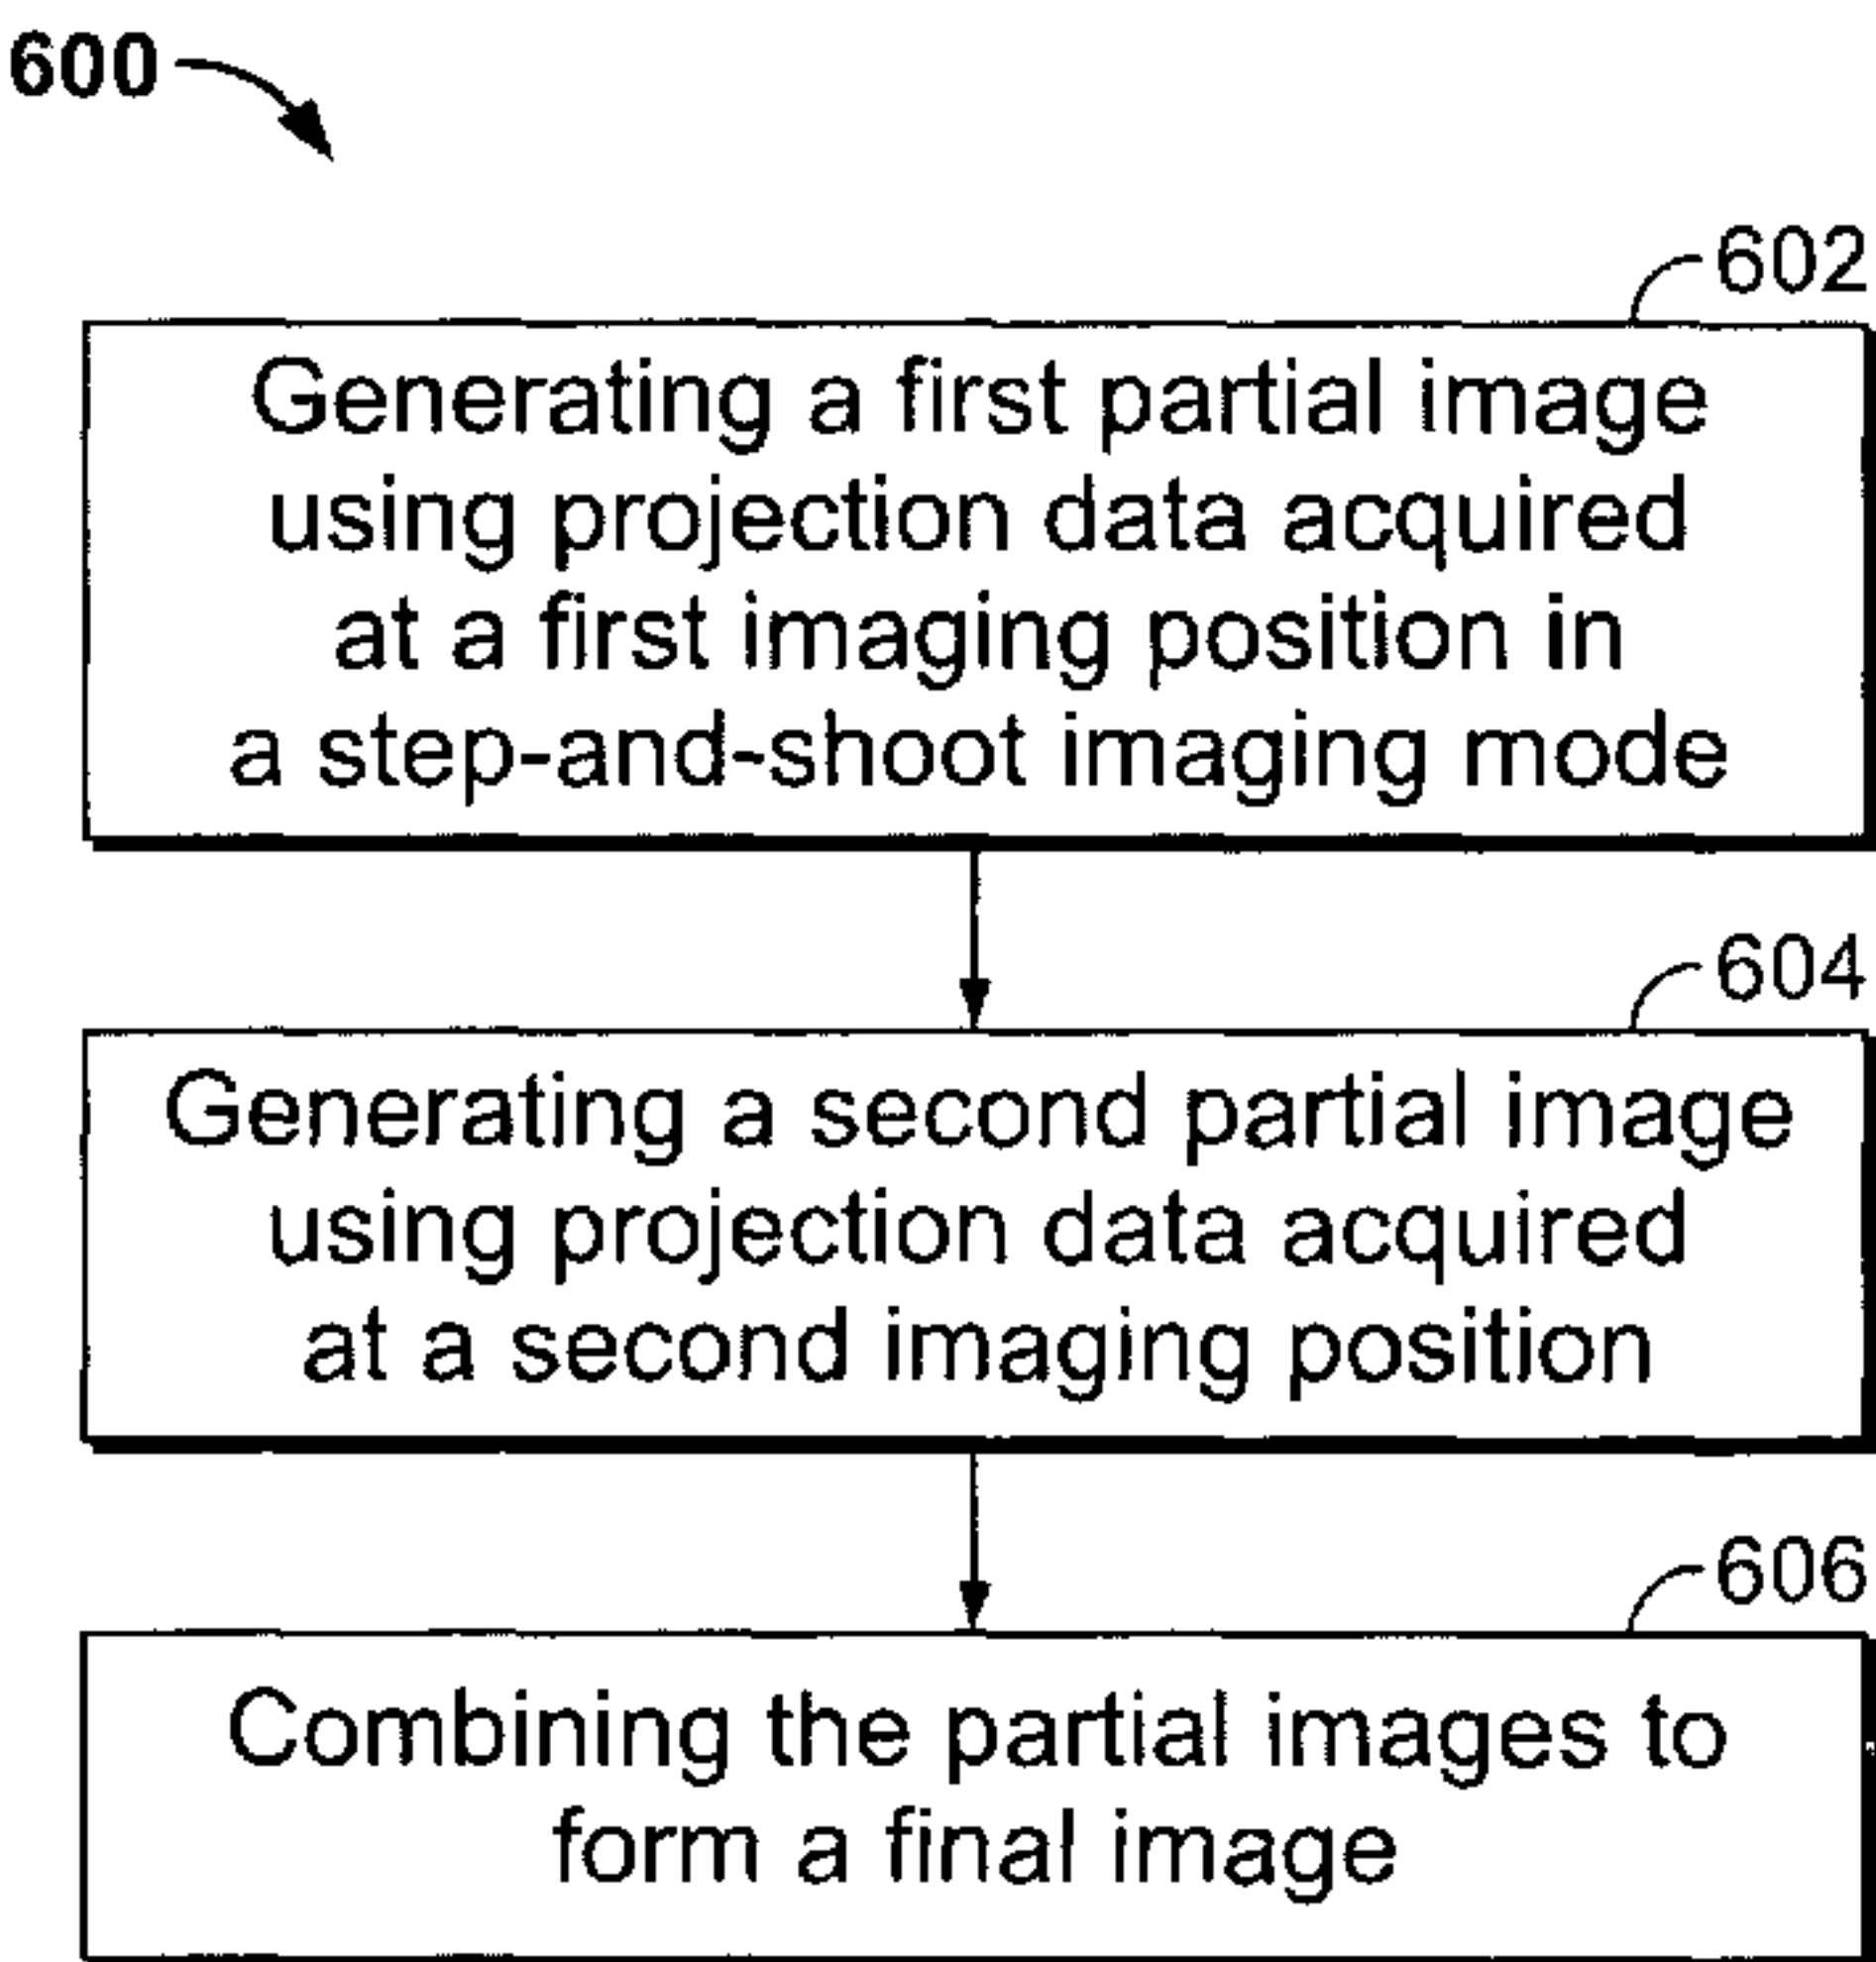 600
602
Generating a first partial image
using projection data acquired
at a first imaging position in
a step-and-shoot imaging mode
604
Generating a second partial image
using projection data acquired
at a second imaging position
606
Combining the partial images to
form a final image